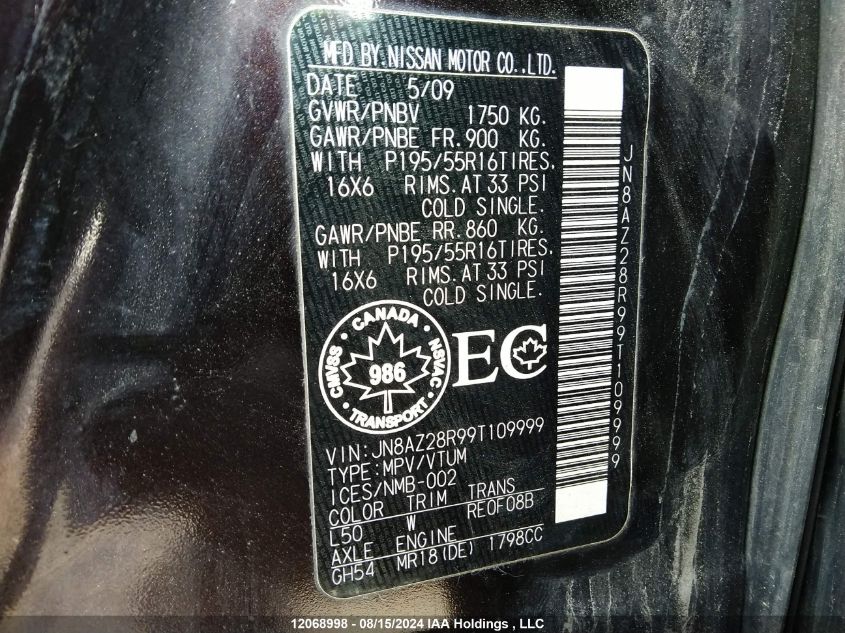 MFD BY.NISSAN MOTOR CO.,LTD.
DATE 5/09
GVWR/PNBV 1750 KG.
GAWR/PNBE FR.900 KG.
WITH P195/55R16TIRES.
16X6 RIMS.AT 33 PSI
COLD SINGLE.
GAWR/PNBE RR.860 KG.
WITH P195/55R16TIRES.
16X6 RIMS.AT 33 PSI
COLD SINGLE.
CANADA
CMVSS
NSVAC
986
TRANSPORT
EC
VIN:JN8AZ28R99T109999
TYPE:MPV/VTUM
ICES/NMB-002
COLOR TRIM TRANS
L50 W RE0F08B
AXLE ENGINE
GH54 MR18(DE) 1798CC
JN8AZ28R99T109999
12068998 - 08/15/2024 IAA Holdings , LLC